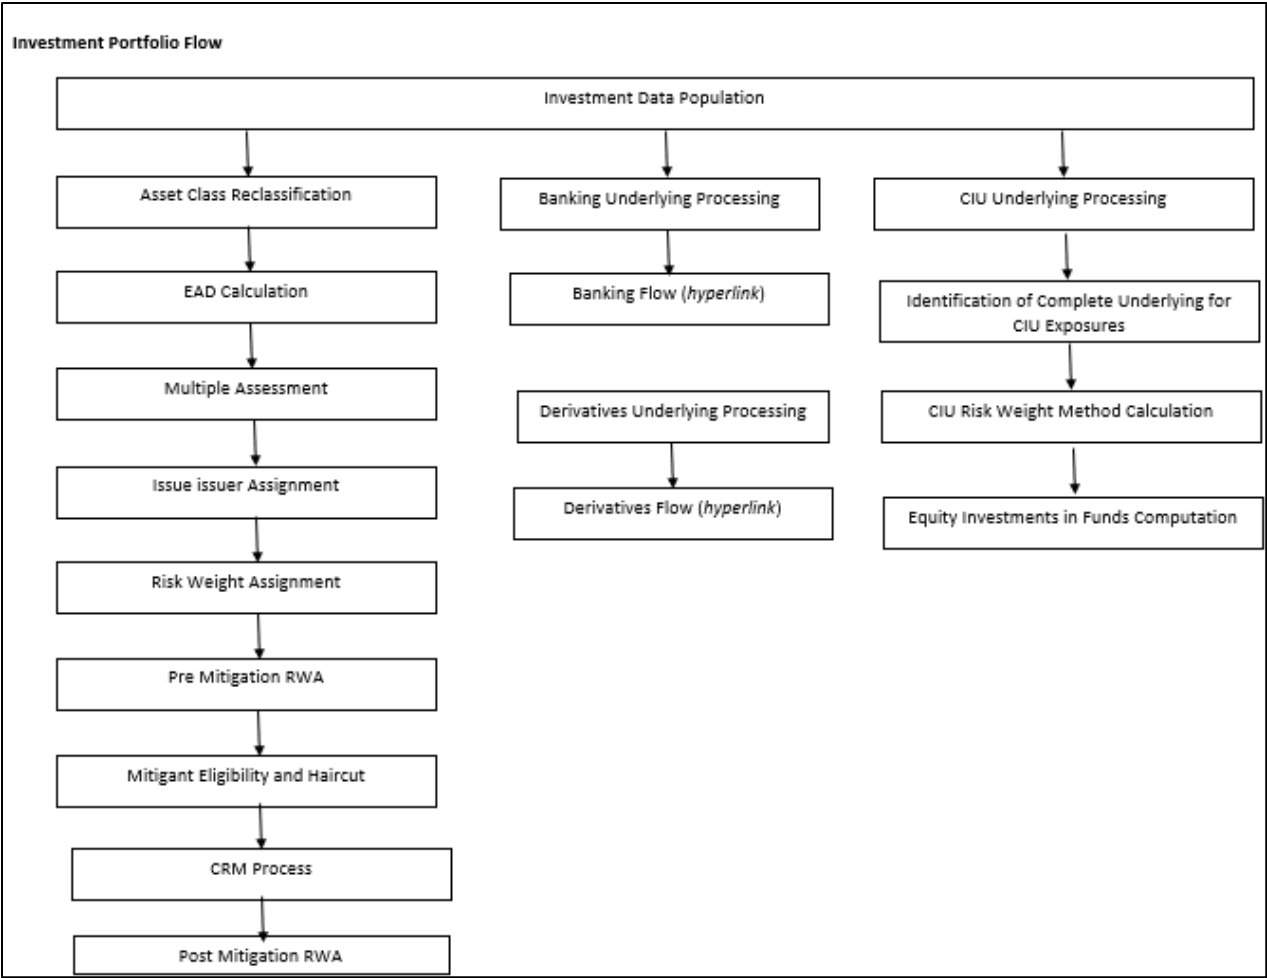 Investment Portfolio Flow
Investment Data Population
Asset Class Reclassification
EAD Calculation
Multiple Assessment
Issue issuer Assignment
Risk Weight Assignment
Pre Mitigation RWA
Mitigant Eligibility and Haircut
CRM Process
Post Mitigation RWA
Banking Underlying Processing
Banking Flow (hyperlink)
Derivatives Underlying Processing
Derivatives Flow (hyperlink)
CIU Underlying Processing
Identification of Complete Underlying for
CIU Exposures
CIU Risk Weight Method Calculation
Equity Investments in Funds Computation